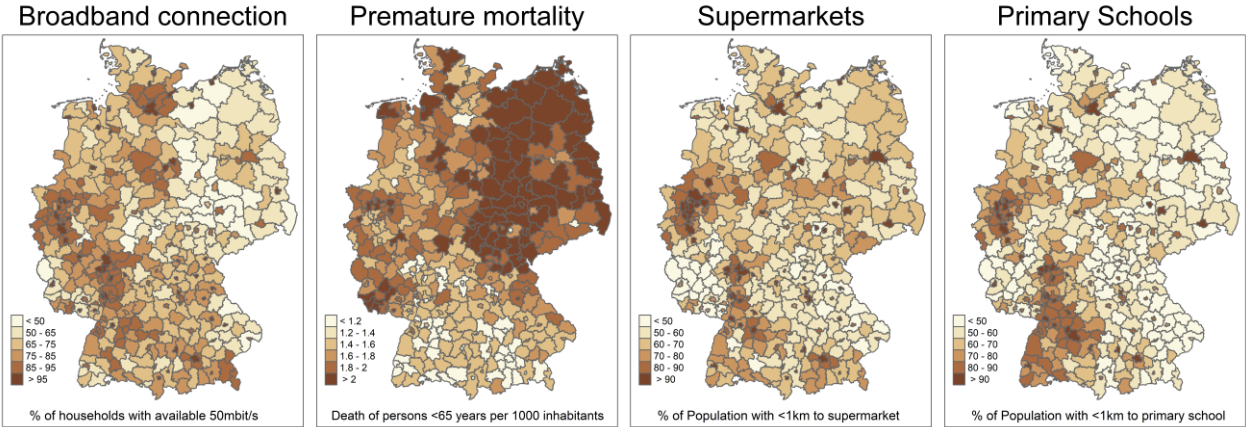 Broadband connection
Premature mortality
Supermarkets
Primary Schools
< 50
50 - 65
65 - 75
75 - 85
85 - 95
> 95
% of households with available 50mbit/s
< 1.2
1.2 - 1.4
1.4 - 1.6
1.6 - 1.8
1.8 - 2
> 2
Death of persons <65 years per 1000 inhabitants
< 50
50 - 60
60 - 70
70 - 80
80 - 90
> 90
% of Population with <1km to supermarket
< 50
50 - 60
60 - 70
70 - 80
80 - 90
> 90
% of Population with <1km to primary school